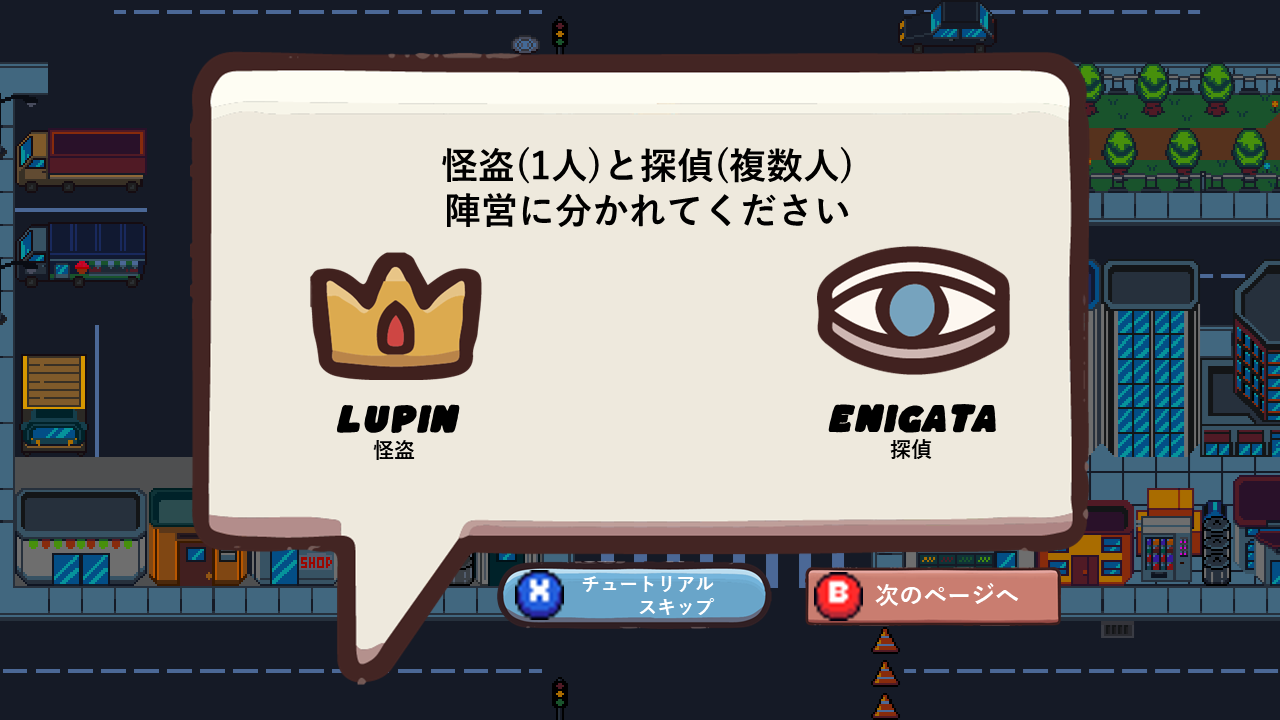 怪盗(1人)と探偵(複数人)
陣営に分かれてください
LUPIN
怪盗
ENIGATA
探偵
SHOP
X
チュートリアル
スキップ
B
次のページへ